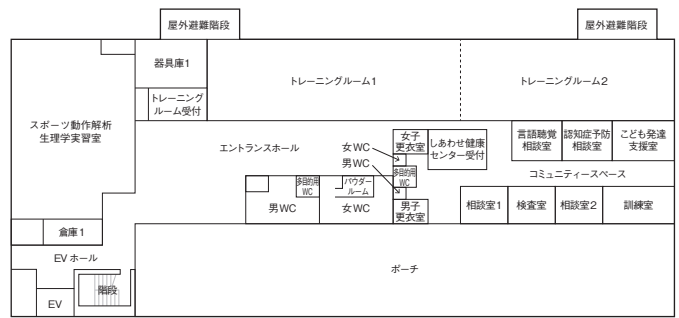 屋外避難階段
屋外避難階段
器具庫1
トレーニングルーム1
トレーニングルーム2
トレーニング
ルーム受付
スポーツ動作解析
生理学実習室
エントランスホール
女WC
男WC
女子
更衣室
しあわせ健康
センター受付
言語聴覚
相談室
認知症予防
相談室
こども発達
支援室
コミュニティースペース
多目的用
WC
パウダー
ルーム
多目的用
WC
男WC
女WC
男子
更衣室
相談室1
検査室
相談室2
訓練室
倉庫1
EVホール
階段
EV
ポーチ